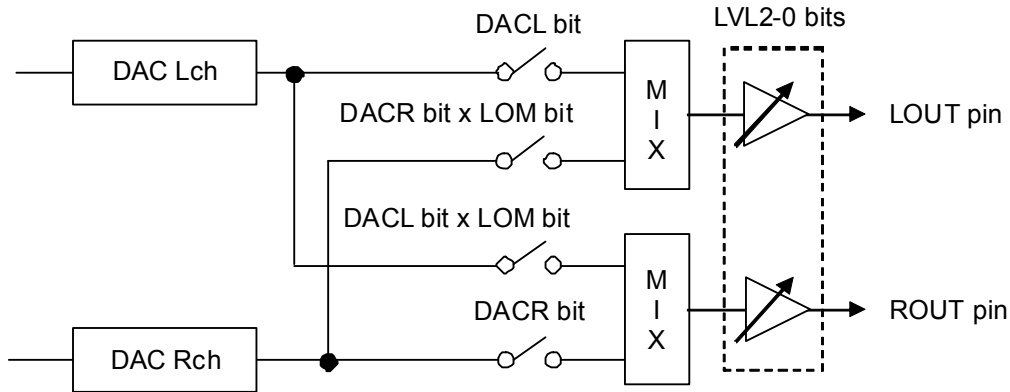 LVL2-0 bits
DACL bit
DAC Lch
DACR bit x LOM bit
M
I
X
LOUT pin
DACL bit x LOM bit
M
I
X
DACR bit
ROUT pin
DAC Rch